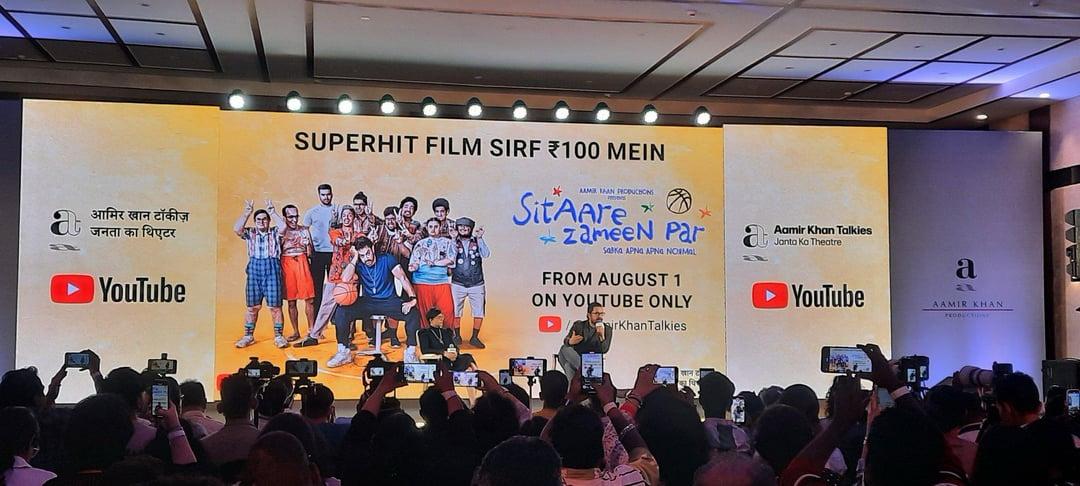 SUPERHIT FILM SIRF ₹100 MEIN
आमिर खान टॉकीज़
जनता का थिएटर
YouTube
AAMIR KHAN PRODUCTIONS
PRESENTS
SitAAre
zameeN Par
SABKA APNA APNA NORMAL
FROM AUGUST 1
ON YOUTUBE ONLY
Aamir Khan Talkies
Janta Ka Theatre
YouTube
a
AAMIR KHAN
PRODUCTIONS